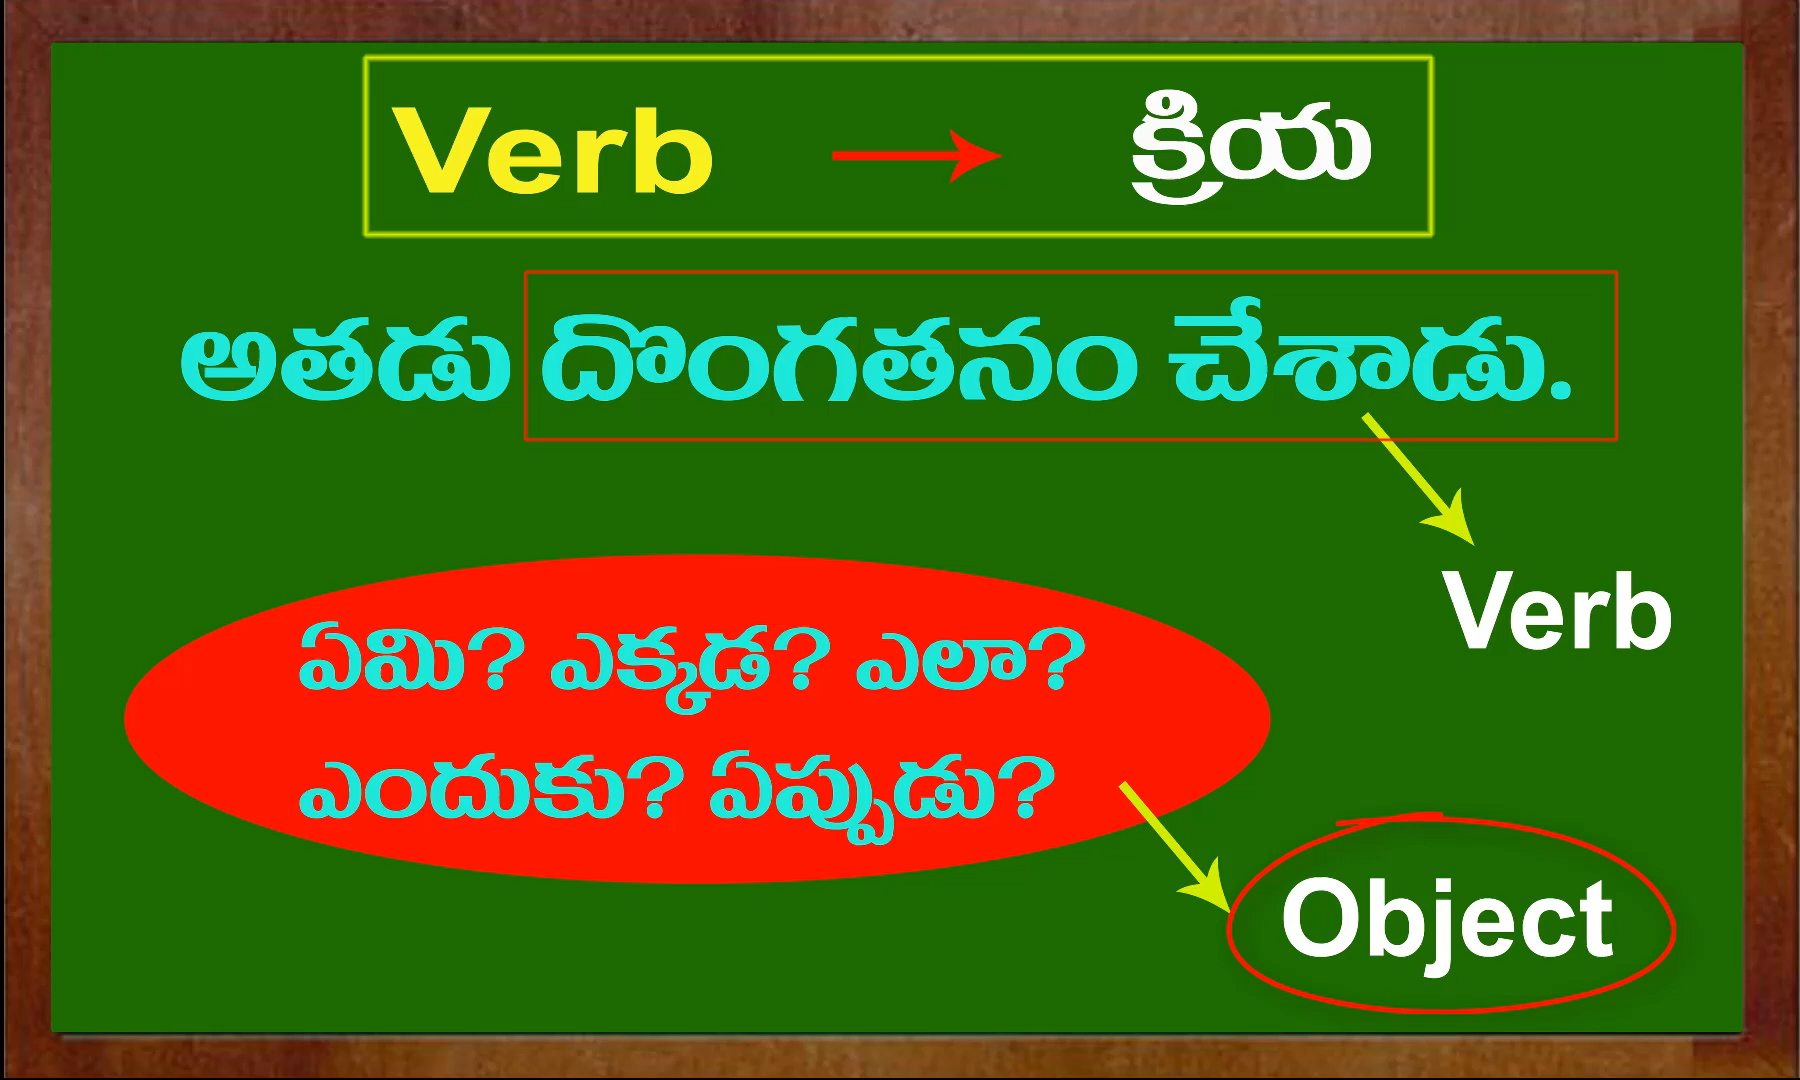 Verb → క్రియ
అతడు దొంగతనం చేశాడు.
Verb
ఏమి? ఎక్కడ? ఎలా?
ఎందుకు? ఏప్పుడు?
Object